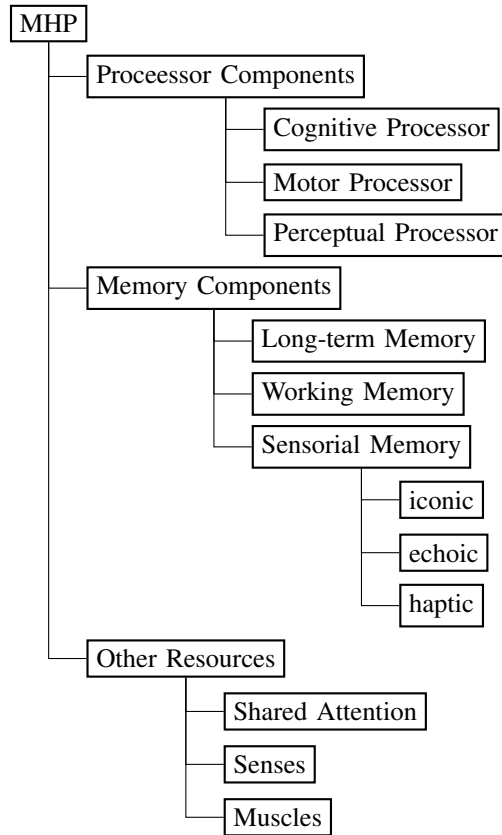 MHP
Proceessor Components
Cognitive Processor
Motor Processor
Perceptual Processor
Memory Components
Long-term Memory
Working Memory
Sensorial Memory
iconic
echoic
haptic
Other Resources
Shared Attention
Senses
Muscles